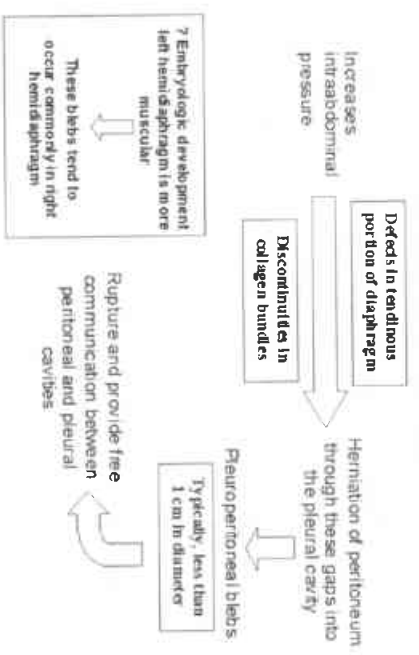 Increases
intraabdominal
pressure
Defects in tendinous
portion of diaphragm
Discontinuities in
collagen bundles
Herniation of peritoneum
through these gaps into
the pleural cavity
Pleuroperitoneal blebs
Typically, less than
1 cm in diameter
Rupture and provide free
communication between
peritoneal and pleural
cavities
? Embryologic development
left hemidiaphragm is more
muscular
These blebs tend to
occur commonly in right
hemidiaphragm